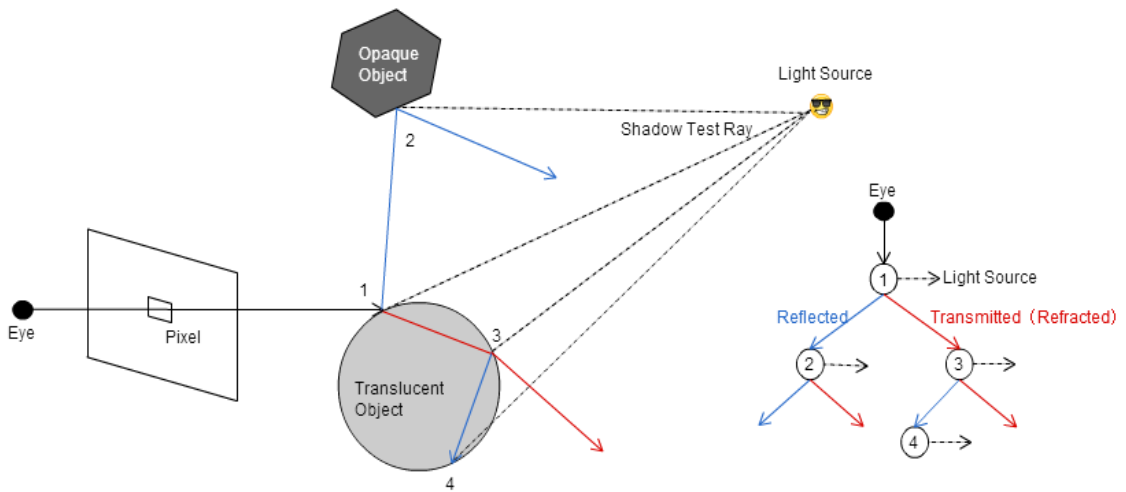 Opaque
Object
Light Source
Shadow Test Ray
2
Eye
1
Light Source
1
Reflected
Transmitted（Refracted）
Pixel
Eye
3
2
3
Translucent
Object
4
4